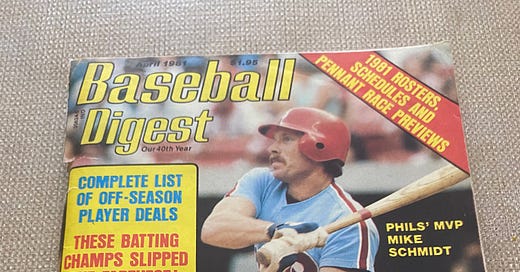 April 1981
$1.95
Baseball
Digest
Our 40th Year
1981 ROSTERS,
SCHEDULES AND
PENNANT RACE PREVIEWS
COMPLETE LIST
OF OFF-SEASON
PLAYER DEALS
THESE BATTING
CHAMPS SLIPPED
PHILS' MVP
MIKE
SCHMIDT